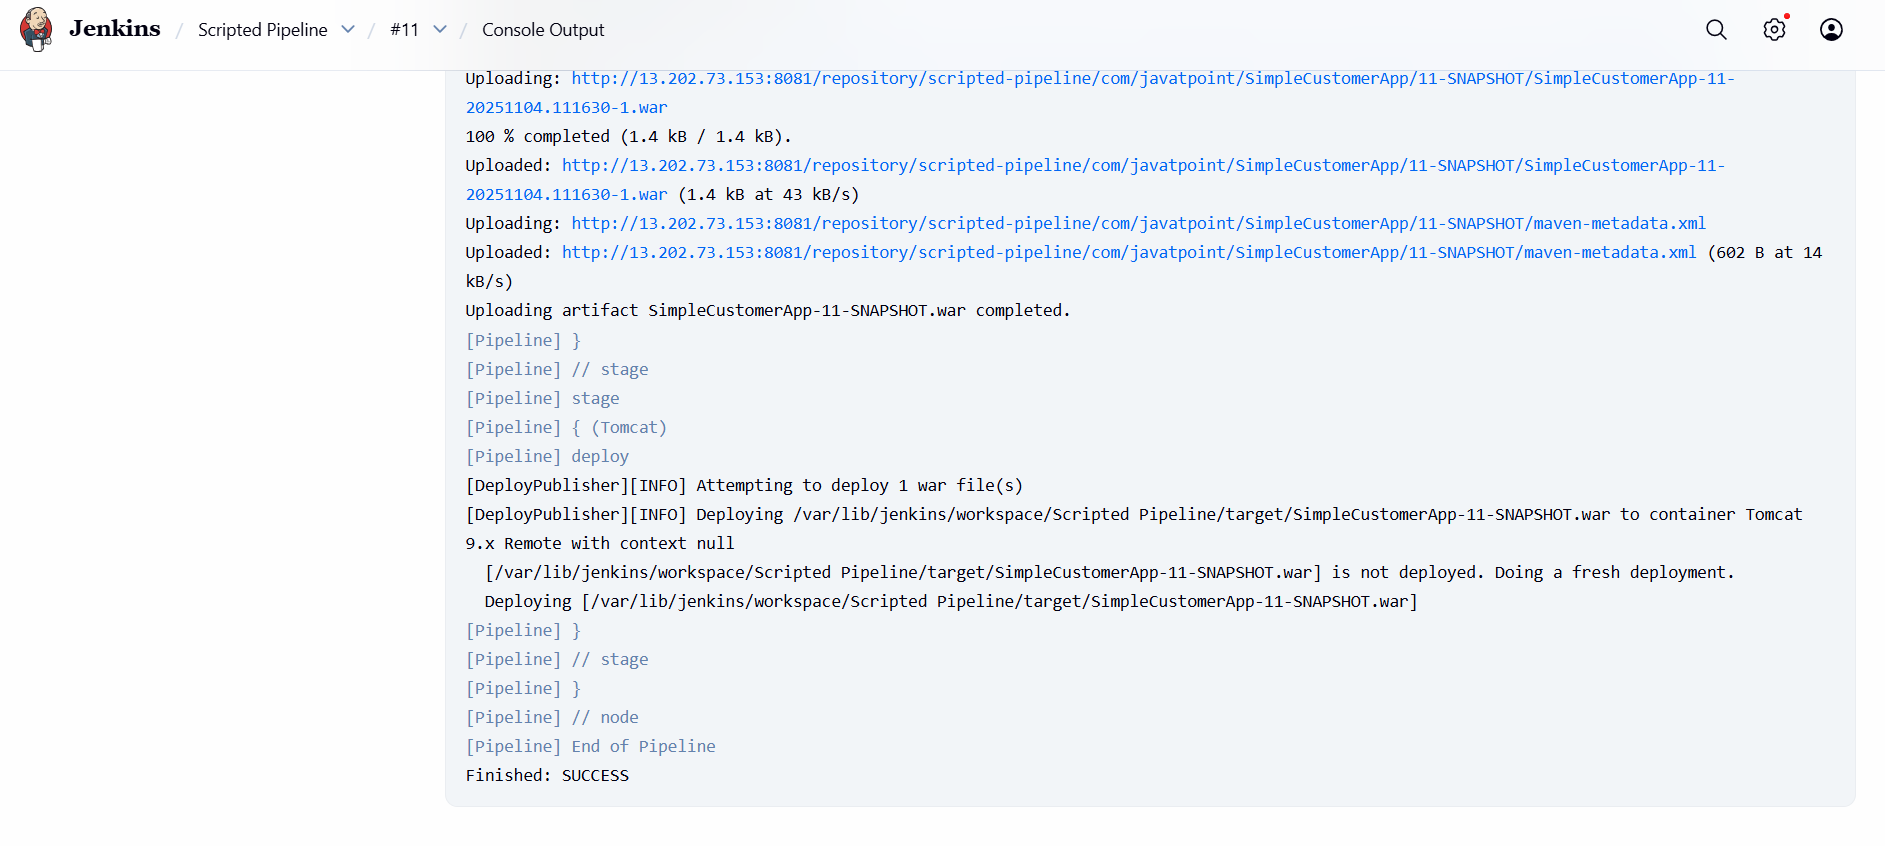 Jenkins / Scripted Pipeline / #11 / Console Output
Uploading: http://13.202.73.153:8081/repository/scripted-pipeline/com/javatpoint/SimpleCustomerApp/11-SNAPSHOT/SimpleCustomerApp-11-
20251104.111630-1.war
100 % completed (1.4 kB / 1.4 kB).
Uploaded: http://13.202.73.153:8081/repository/scripted-pipeline/com/javatpoint/SimpleCustomerApp/11-SNAPSHOT/SimpleCustomerApp-11-
20251104.111630-1.war (1.4 kB at 43 kB/s)
Uploading: http://13.202.73.153:8081/repository/scripted-pipeline/com/javatpoint/SimpleCustomerApp/11-SNAPSHOT/maven-metadata.xml
Uploaded: http://13.202.73.153:8081/repository/scripted-pipeline/com/javatpoint/SimpleCustomerApp/11-SNAPSHOT/maven-metadata.xml (602 B at 14
kB/s)
Uploading artifact SimpleCustomerApp-11-SNAPSHOT.war completed.
[Pipeline] }
[Pipeline] // stage
[Pipeline] stage
[Pipeline] { (Tomcat)
[Pipeline] deploy
[DeployPublisher][INFO] Attempting to deploy 1 war file(s)
[DeployPublisher][INFO] Deploying /var/lib/jenkins/workspace/Scripted Pipeline/target/SimpleCustomerApp-11-SNAPSHOT.war to container Tomcat
9.x Remote with context null
[/var/lib/jenkins/workspace/Scripted Pipeline/target/SimpleCustomerApp-11-SNAPSHOT.war] is not deployed. Doing a fresh deployment.
Deploying [/var/lib/jenkins/workspace/Scripted Pipeline/target/SimpleCustomerApp-11-SNAPSHOT.war]
[Pipeline] }
[Pipeline] // stage
[Pipeline] }
[Pipeline] // node
[Pipeline] End of Pipeline
Finished: SUCCESS